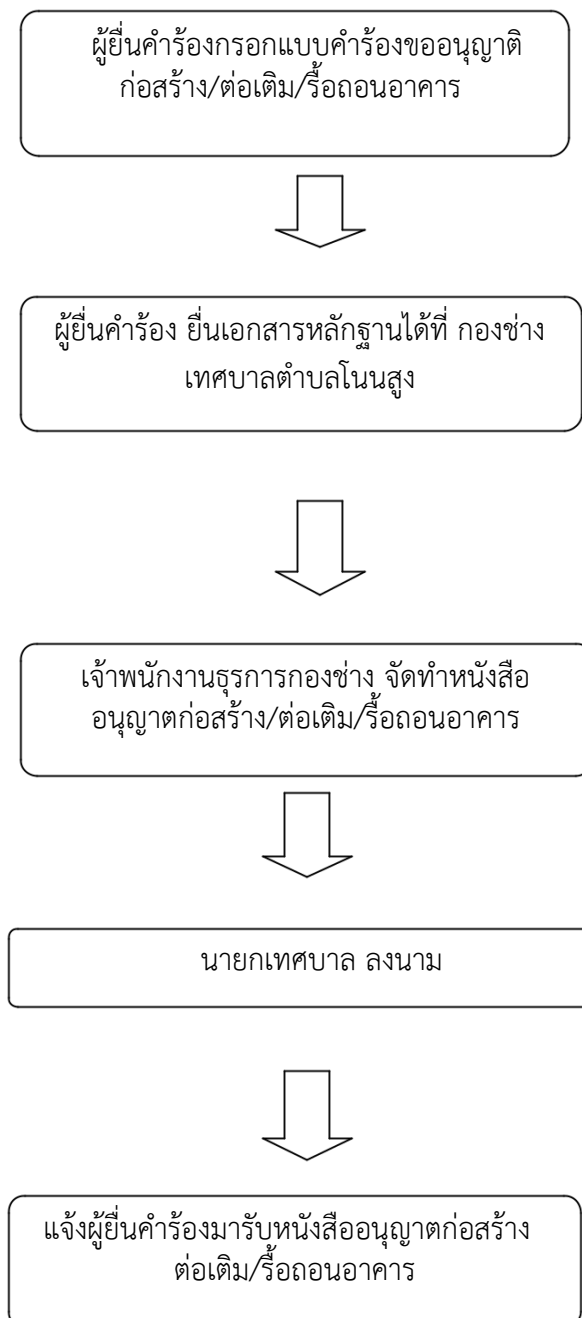 ผู้ยื่นคำร้องกรอกแบบคำร้องขออนุญาติ
ก่อสร้าง/ต่อเติม/รื้อถอนอาคาร
ผู้ยื่นคำร้อง ยื่นเอกสารหลักฐานได้ที่ กองช่าง
เทศบาลตำบลโนนสูง
เจ้าพนักงานธุรการกองช่าง จัดทำหนังสือ
อนุญาตก่อสร้าง/ต่อเติม/รื้อถอนอาคาร
นายกเทศบาล ลงนาม
แจ้งผู้ยื่นคำร้องมารับหนังสืออนุญาตก่อสร้าง
ต่อเติม/รื้อถอนอาคาร